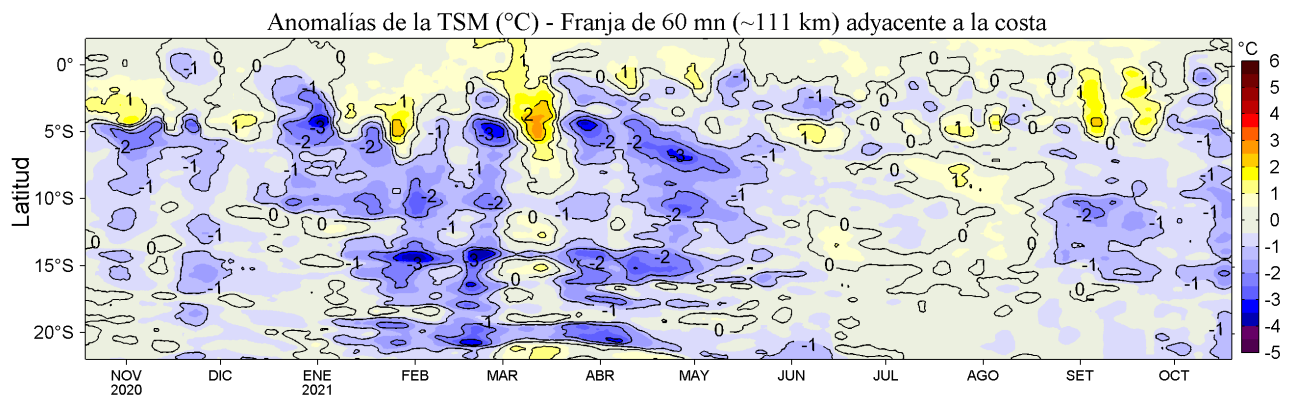 Anomalías de la TSM (°C) - Franja de 60 mn (~111 km) adyacente a la costa
°C
6
5
4
3
2
1
0
-1
-2
-3
-4
-5
Latitud
0°
5°S
10°S
15°S
20°S
NOV DIC ENE FEB MAR ABR MAY JUN JUL AGO SET OCT
2020 2021